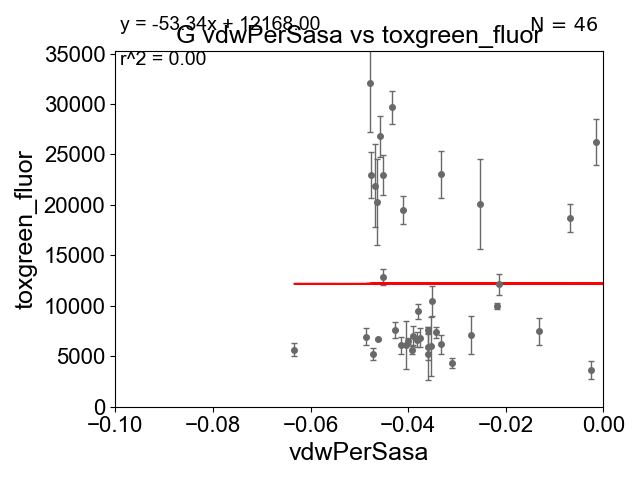 y = -53.34x + 12168.00
N = 46
G vdwPerSasa vs toxgreen_fluor
r^2 = 0.00
35000
30000
25000
20000
15000
10000
5000
0
toxgreen_fluor
−0.10 −0.08 −0.06 −0.04 −0.02 0.00
vdwPerSasa